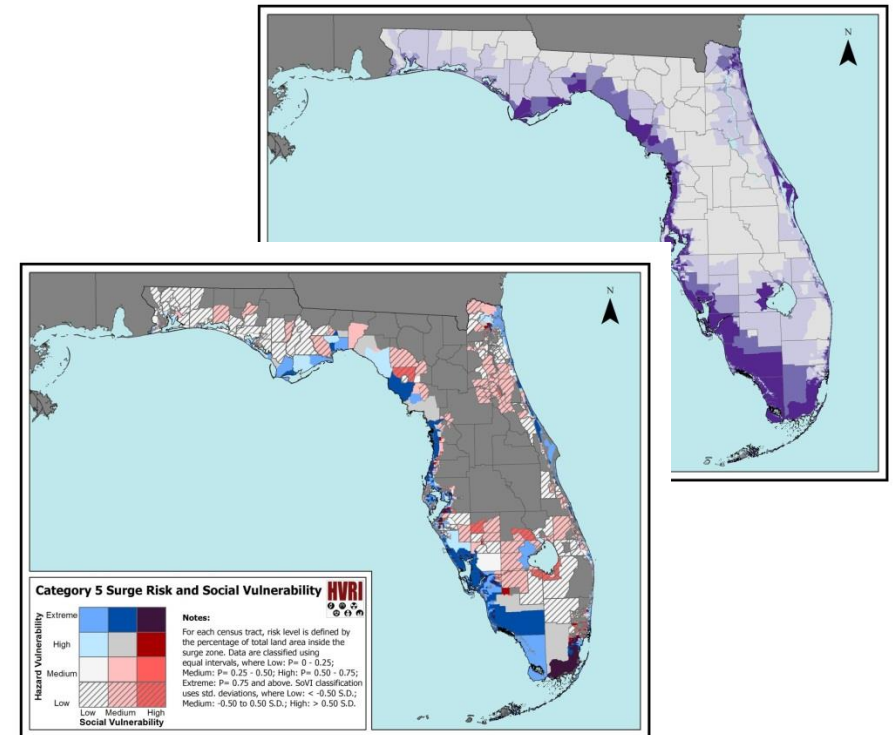 N
N
Category 5 Surge Risk and Social Vulnerability
HVRI
Hazard Vulnerability
Extreme
High
Medium
Low
Low Medium High
Social Vulnerability
Notes:
For each census tract, risk level is defined by
the percentage of total land area inside the
surge zone. Data are classified using
equal intervals, where Low: P= 0 - 0.25;
Medium: P= 0.25 - 0.50; High: P= 0.50 - 0.75;
Extreme: P= 0.75 and above. SoVI classification
uses std. deviations, where Low: < -0.50 S.D.;
Medium: -0.50 to 0.50 S.D.; High: > 0.50 S.D.